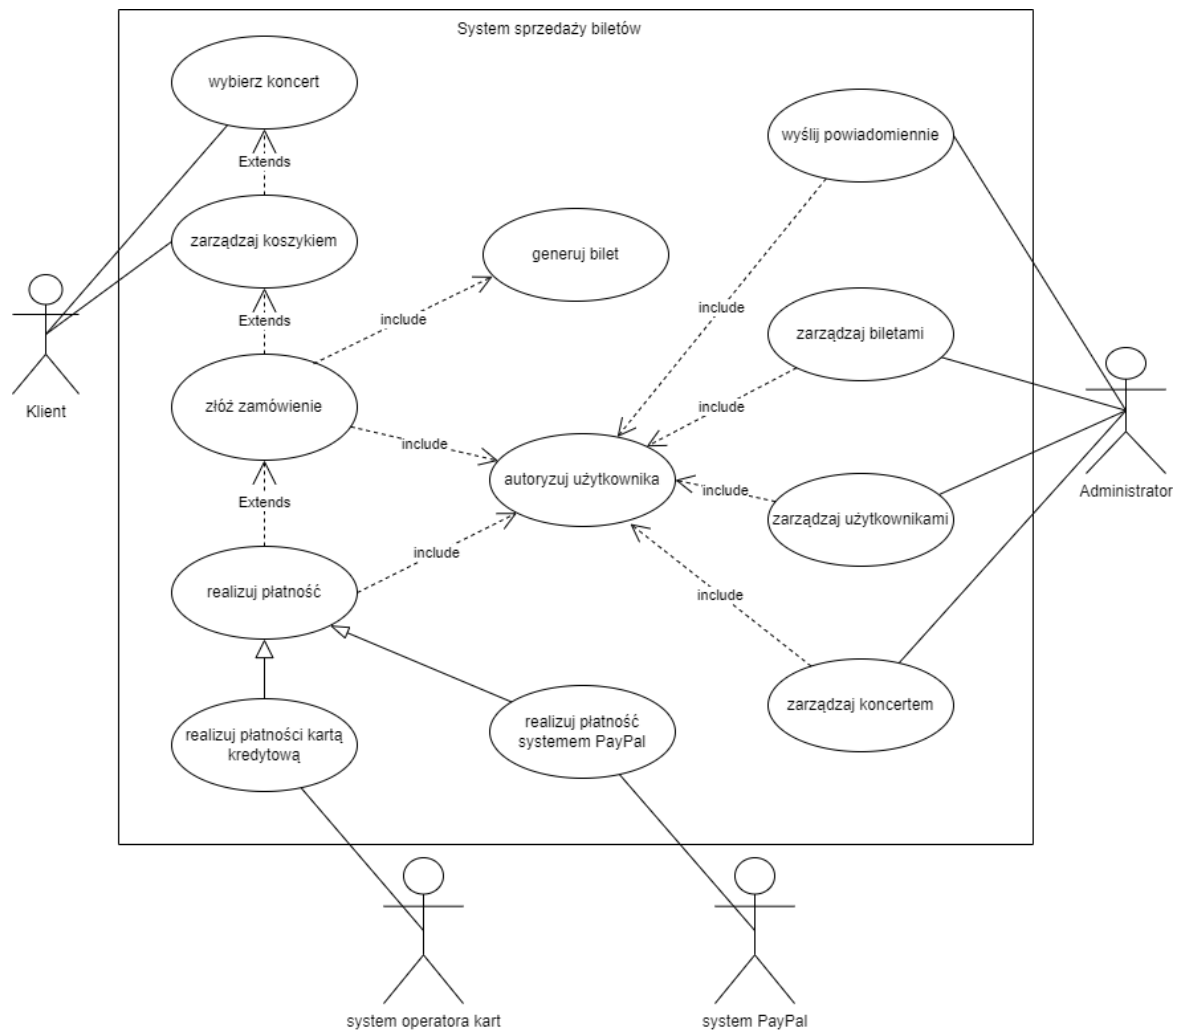 System sprzedaży biletów
wybierz koncert
wyślij powiadomiennie
Extends
zarządzaj koszykiem
generuj bilet
include
Extends
include
zarządzaj biletami
Klient
złóż zamówienie
include
include
autoryzuj użytkownika
include
Administrator
Extends
zarządzaj użytkownikami
include
realizuj płatność
include
zarządzaj koncertem
realizuj płatności kartą
kredytową
realizuj płatność
systemem PayPal
system operatora kart
system PayPal